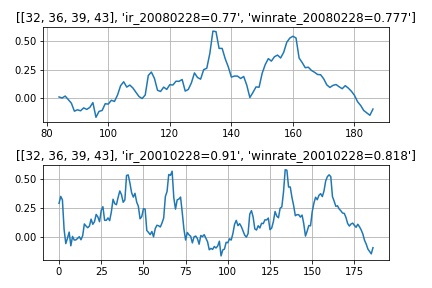 [[32, 36, 39, 43], 'ir_20080228=0.77', 'winrate_20080228=0.777']
0.50
0.25
0.00
80 100 120 140 160 180
[[32, 36, 39, 43], 'ir_20010228=0.91', 'winrate_20010228=0.818']
0.50
0.25
0.00
0 25 50 75 100 125 150 175